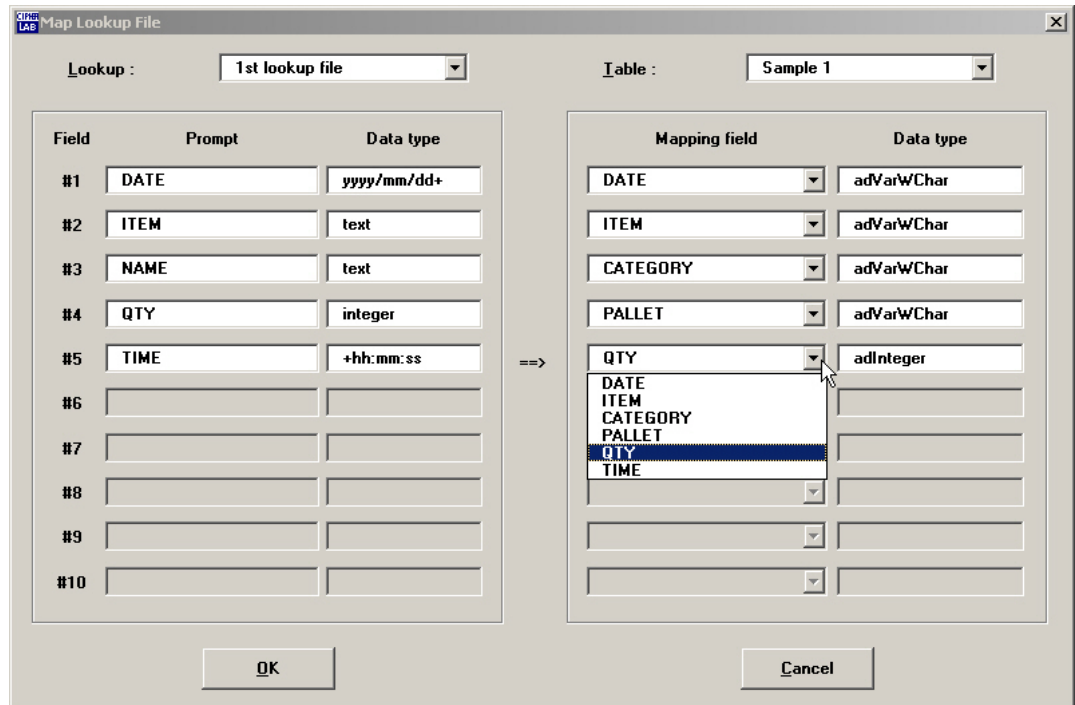 CIPHER LAB Map Lookup File
Lookup : 1st lookup file Table : Sample 1
Field Prompt Data type Mapping field Data type
#1 DATE yyyy/mm/dd+ DATE adVarWChar
#2 ITEM text ITEM adVarWChar
#3 NAME text CATEGORY adVarWChar
#4 QTY integer PALLET adVarWChar
#5 TIME +hh:mm:ss ==> QTY adInteger
DATE
#6 ITEM
CATEGORY
PALLET
#7 QTY
TIME
#8
#9
#10
OK Cancel